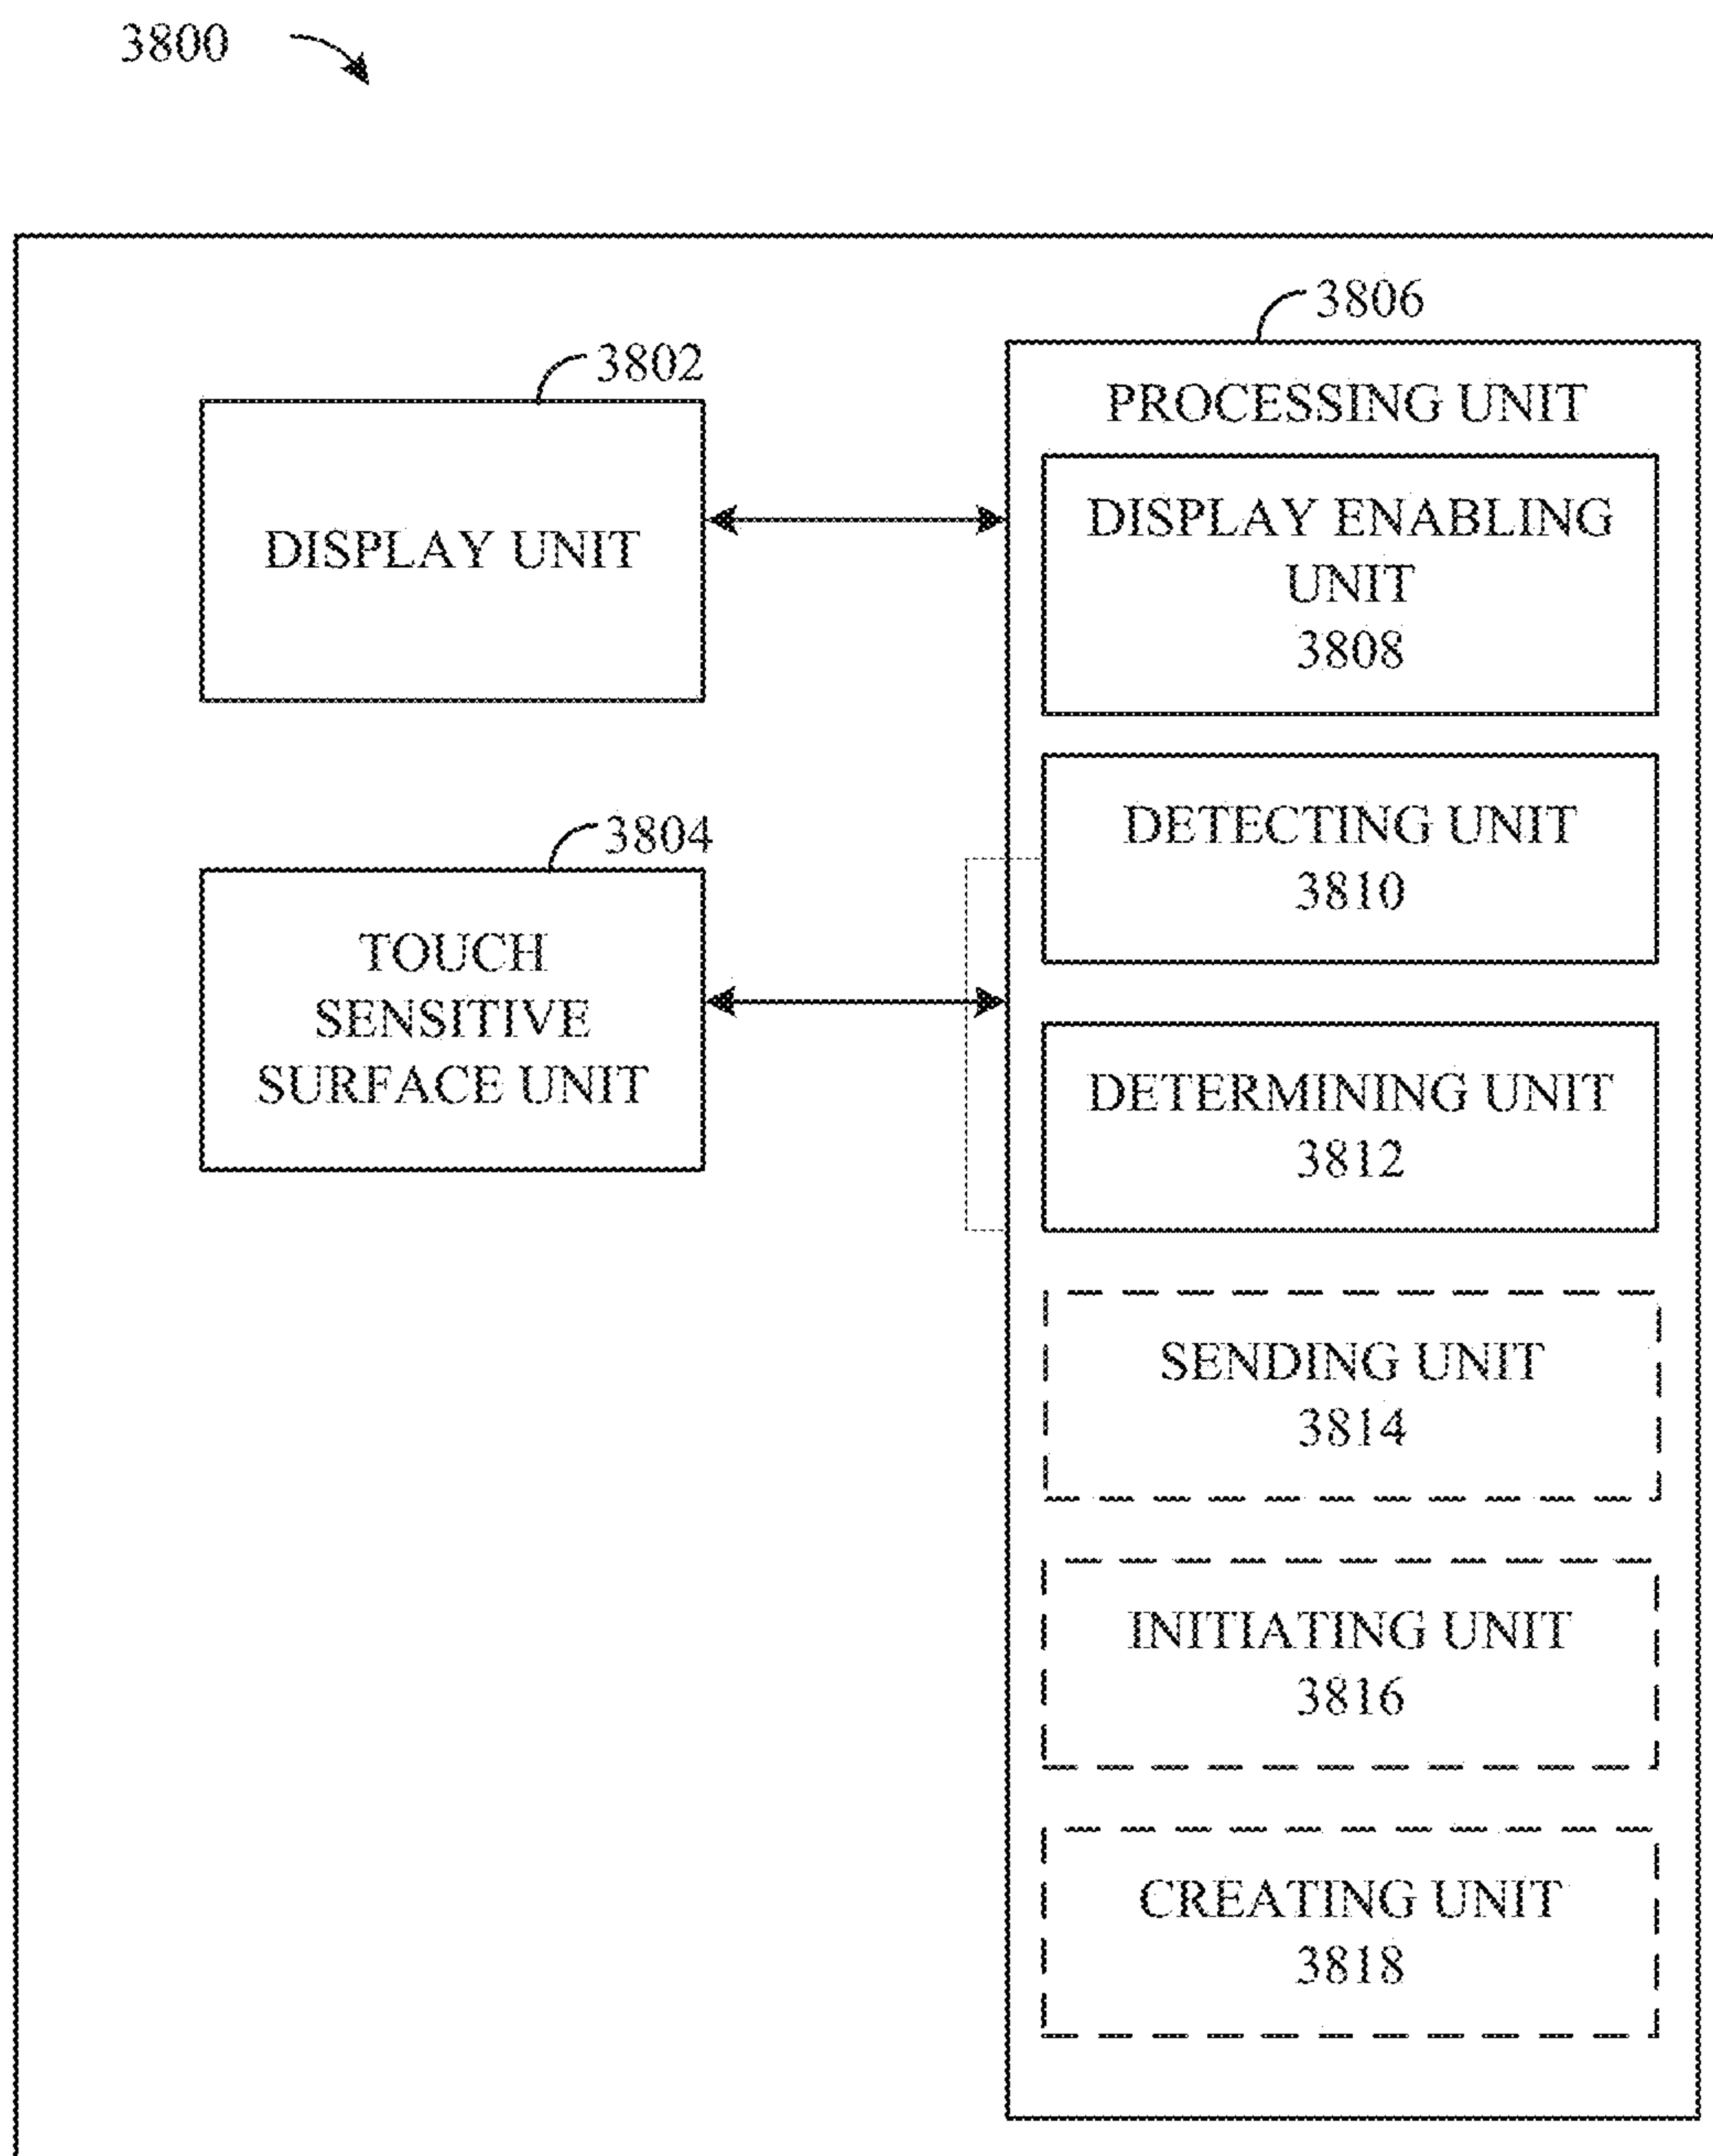 3800
3806
3802
PROCESSING UNIT
DISPLAY UNIT
DISPLAY ENABLING
UNIT
3808
3804
DETECTING UNIT
3810
TOUCH
SENSITIVE
SURFACE UNIT
DETERMINING UNIT
3812
SENDING UNIT
3814
INITIATING UNIT
3816
CREATING UNIT
3818